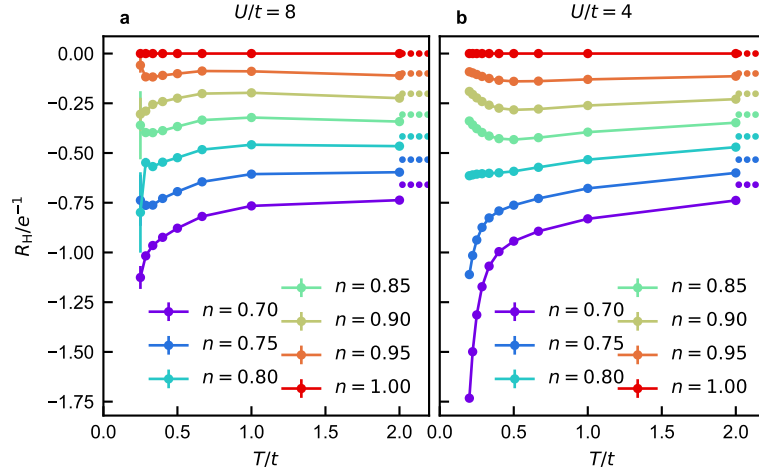 a U/t = 8
b U/t = 4
0.00
−0.25
−0.50
−0.75
−1.00
−1.25
−1.50
−1.75
R_H/e^{−1}
n = 0.70
n = 0.75
n = 0.80
n = 0.85
n = 0.90
n = 0.95
n = 1.00
n = 0.70
n = 0.75
n = 0.80
n = 0.85
n = 0.90
n = 0.95
n = 1.00
0.0 0.5 1.0 1.5 2.0
0.0 0.5 1.0 1.5 2.0
T/t
T/t